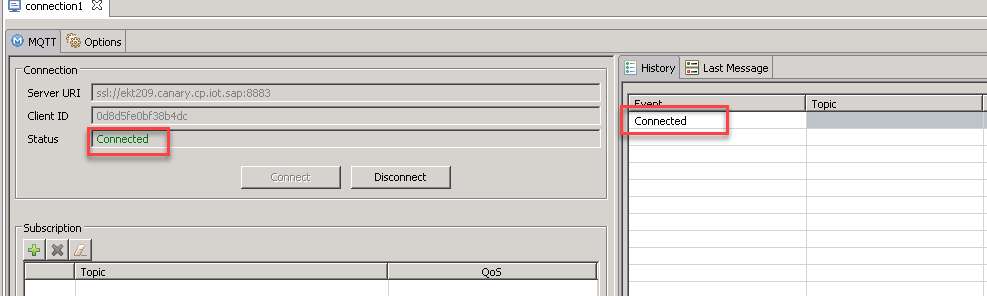 connection1
MQTT
Options
Connection
Server URI ssl://ekt209.canary.cp.iot.sap:8883
Client ID 0d8d5fe0bf38b4dc
Status Connected
Connect Disconnect
Subscription
Topic QoS
History Last Message
Event Topic
Connected